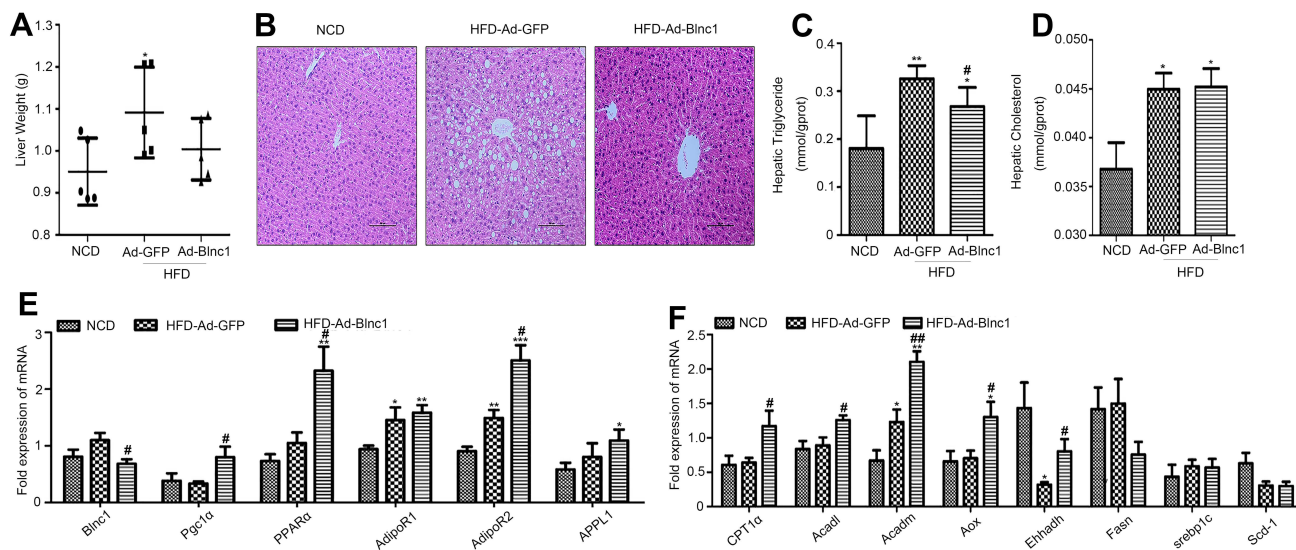 A
Liver Weight (g)
1.3
1.2
1.1
1.0
0.9
0.8
*
NCD
Ad-GFP
Ad-Blnc1
HFD
B
NCD
HFD-Ad-GFP
HFD-Ad-Blnc1
C
Hepatic Triglyceride
(mmol/gprot)
0.4
0.3
0.2
0.1
**
#
*
NCD
Ad-GFP
Ad-Blnc1
HFD
D
Hepatic Cholesterol
(mmol/gprot)
0.050
0.045
0.040
0.035
0.030
*
*
NCD
Ad-GFP
Ad-Blnc1
HFD
E
NCD
HFD-Ad-GFP
HFD-Ad-Blnc1
Fold expression of mRNA
3
2
1
0
#
#
#
**
*
**
**
#
***
*
Blnc1
Pgc1α
PPARα
AdipoR1
AdipoR2
APPL1
F
NCD
HFD-Ad-GFP
HFD-Ad-Blnc1
Fold expression of mRNA
2.5
2.0
1.5
1.0
0.5
0.0
#
#
*
##
**
#
*
*
#
CPT1α
Acadl
Acadm
Aox
Ehhadh
Fasn
srebp1c
Scd-1